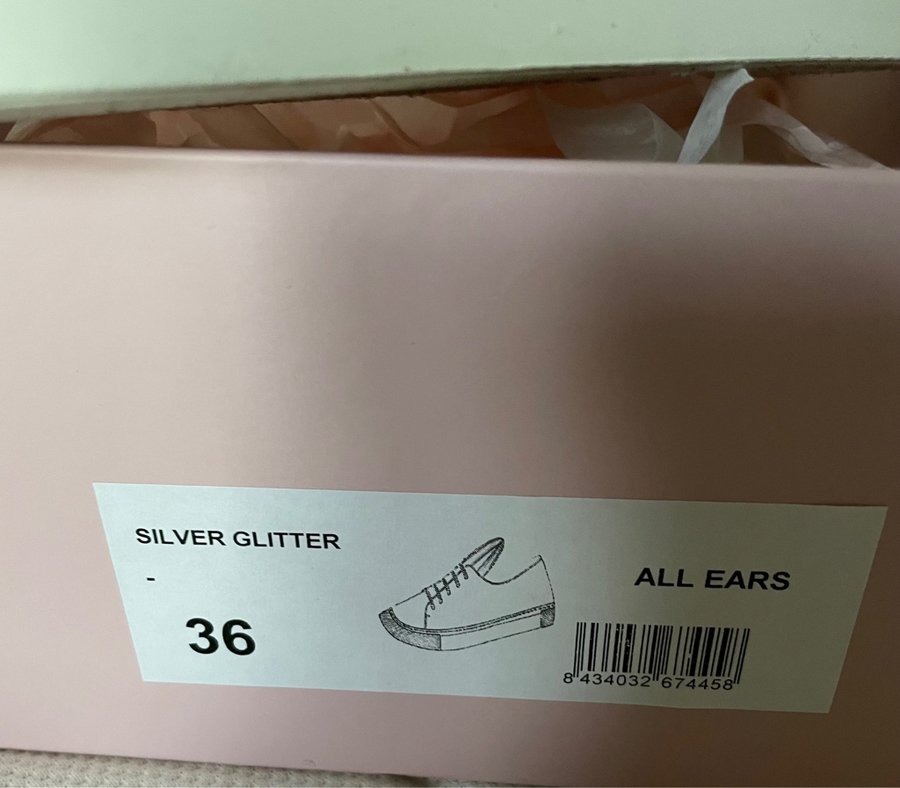 SILVER GLITTER
-
36
ALL EARS
8 434032 674458